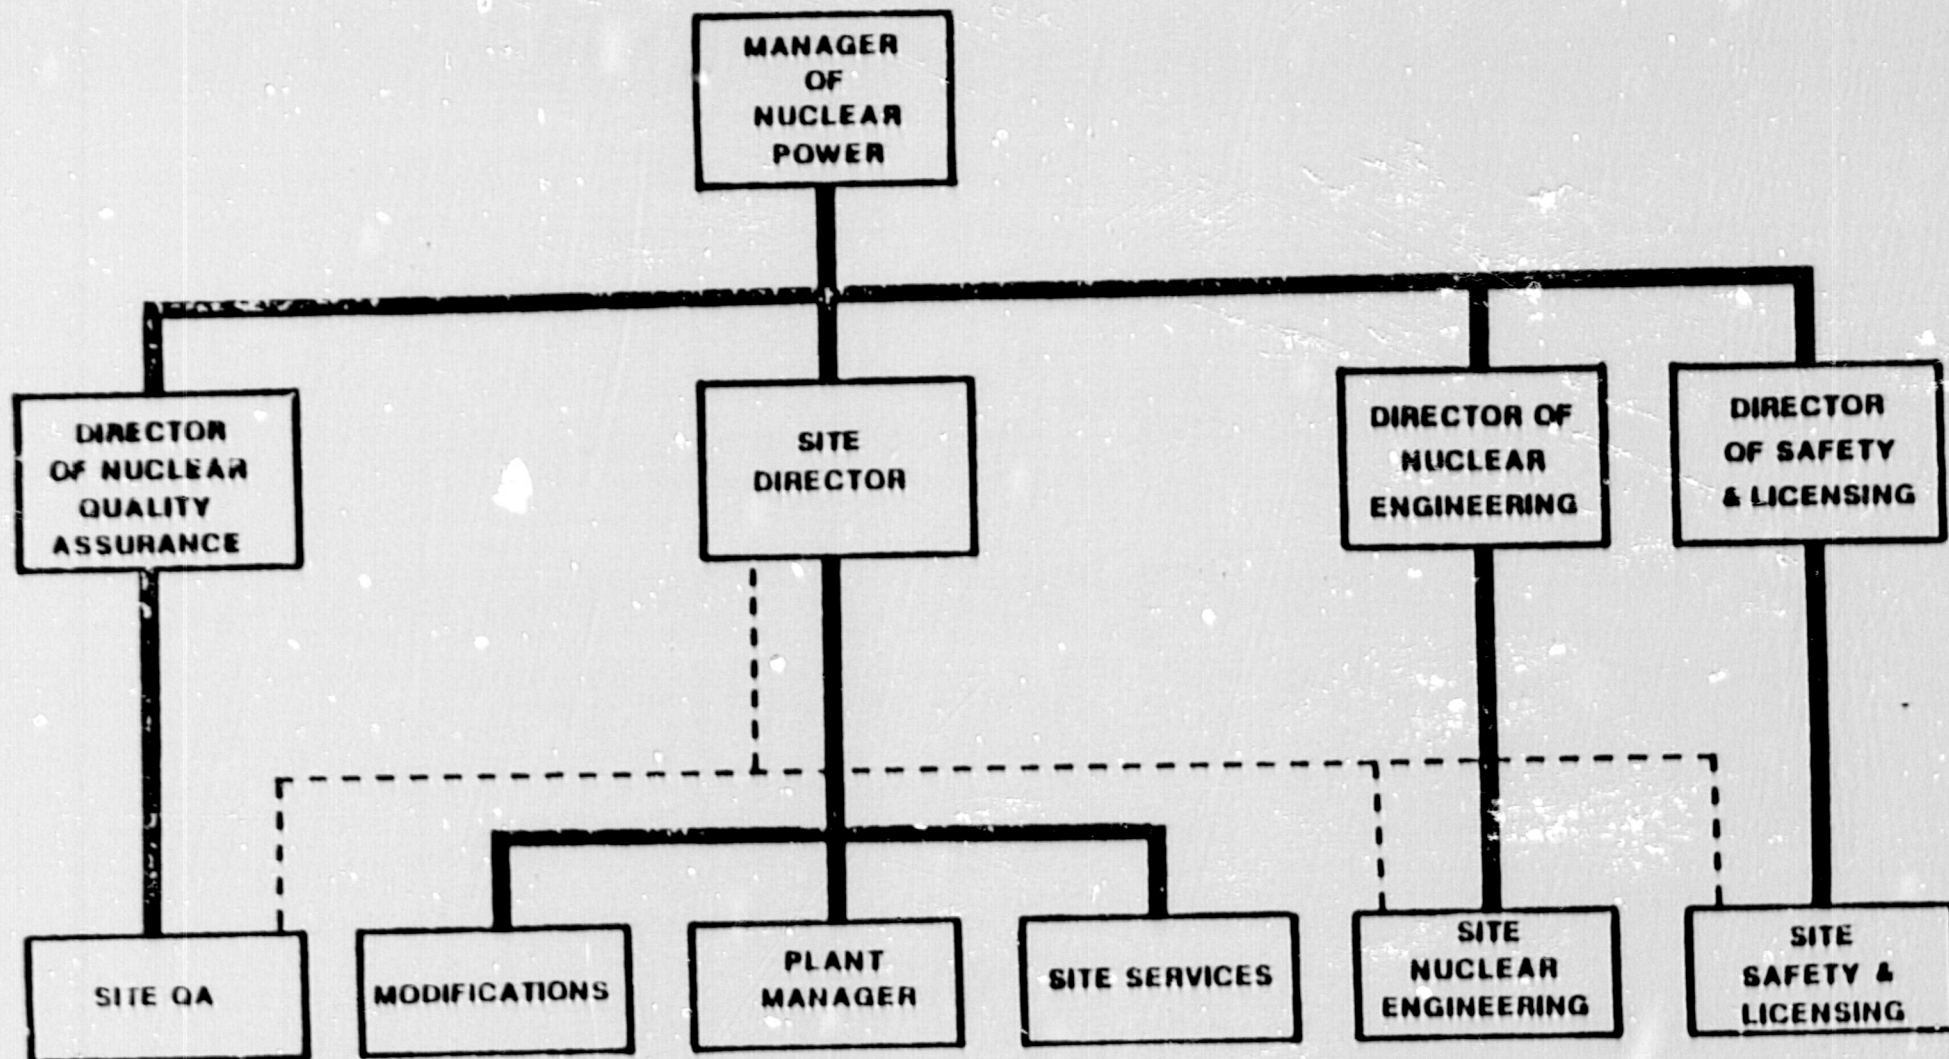 MANAGER
OF
NUCLEAR
POWER
DIRECTOR
OF NUCLEAR
QUALITY
ASSURANCE
SITE
DIRECTOR
DIRECTOR OF
NUCLEAR
ENGINEERING
DIRECTOR
OF SAFETY
& LICENSING
SITE QA
MODIFICATIONS
PLANT
MANAGER
SITE SERVICES
SITE
NUCLEAR
ENGINEERING
SITE
SAFETY &
LICENSING